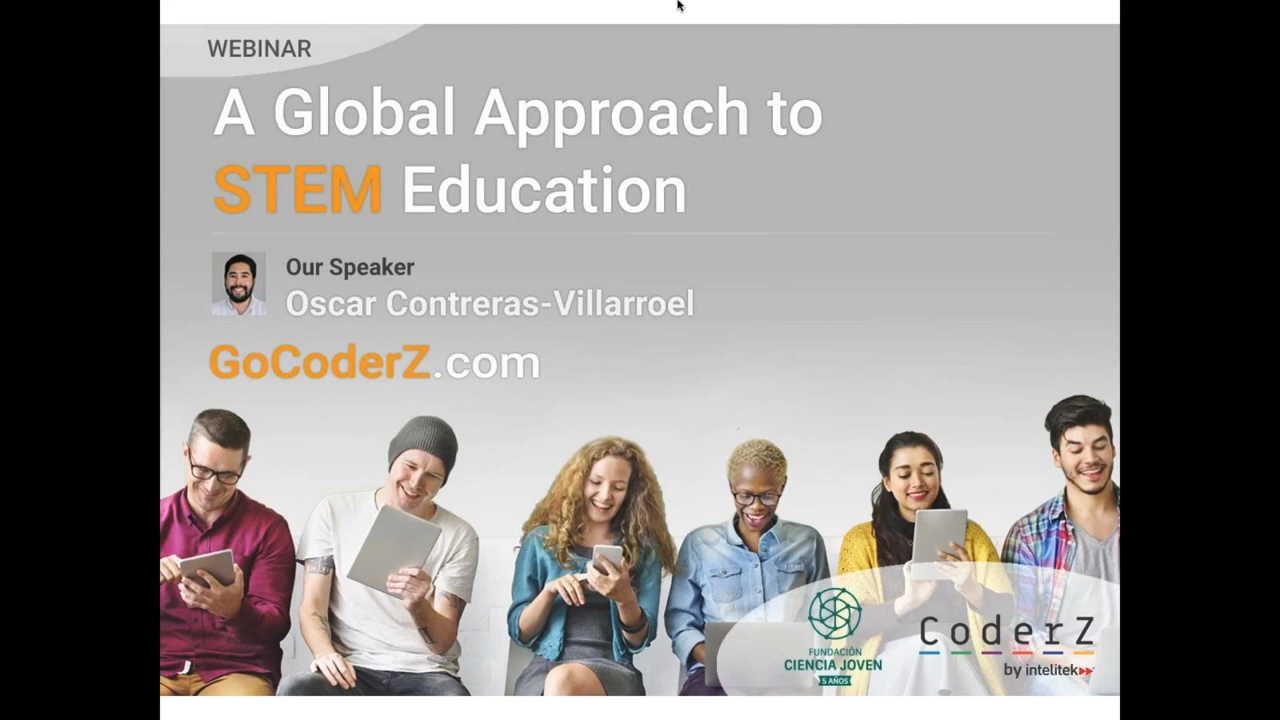 WEBINAR
A Global Approach to
STEM Education
Our Speaker
Oscar Contreras-Villarroel
GoCoderZ.com
FUNDACIÓN
CIENCIA JOVEN
5 AÑOS
CoderZ
by intelitek